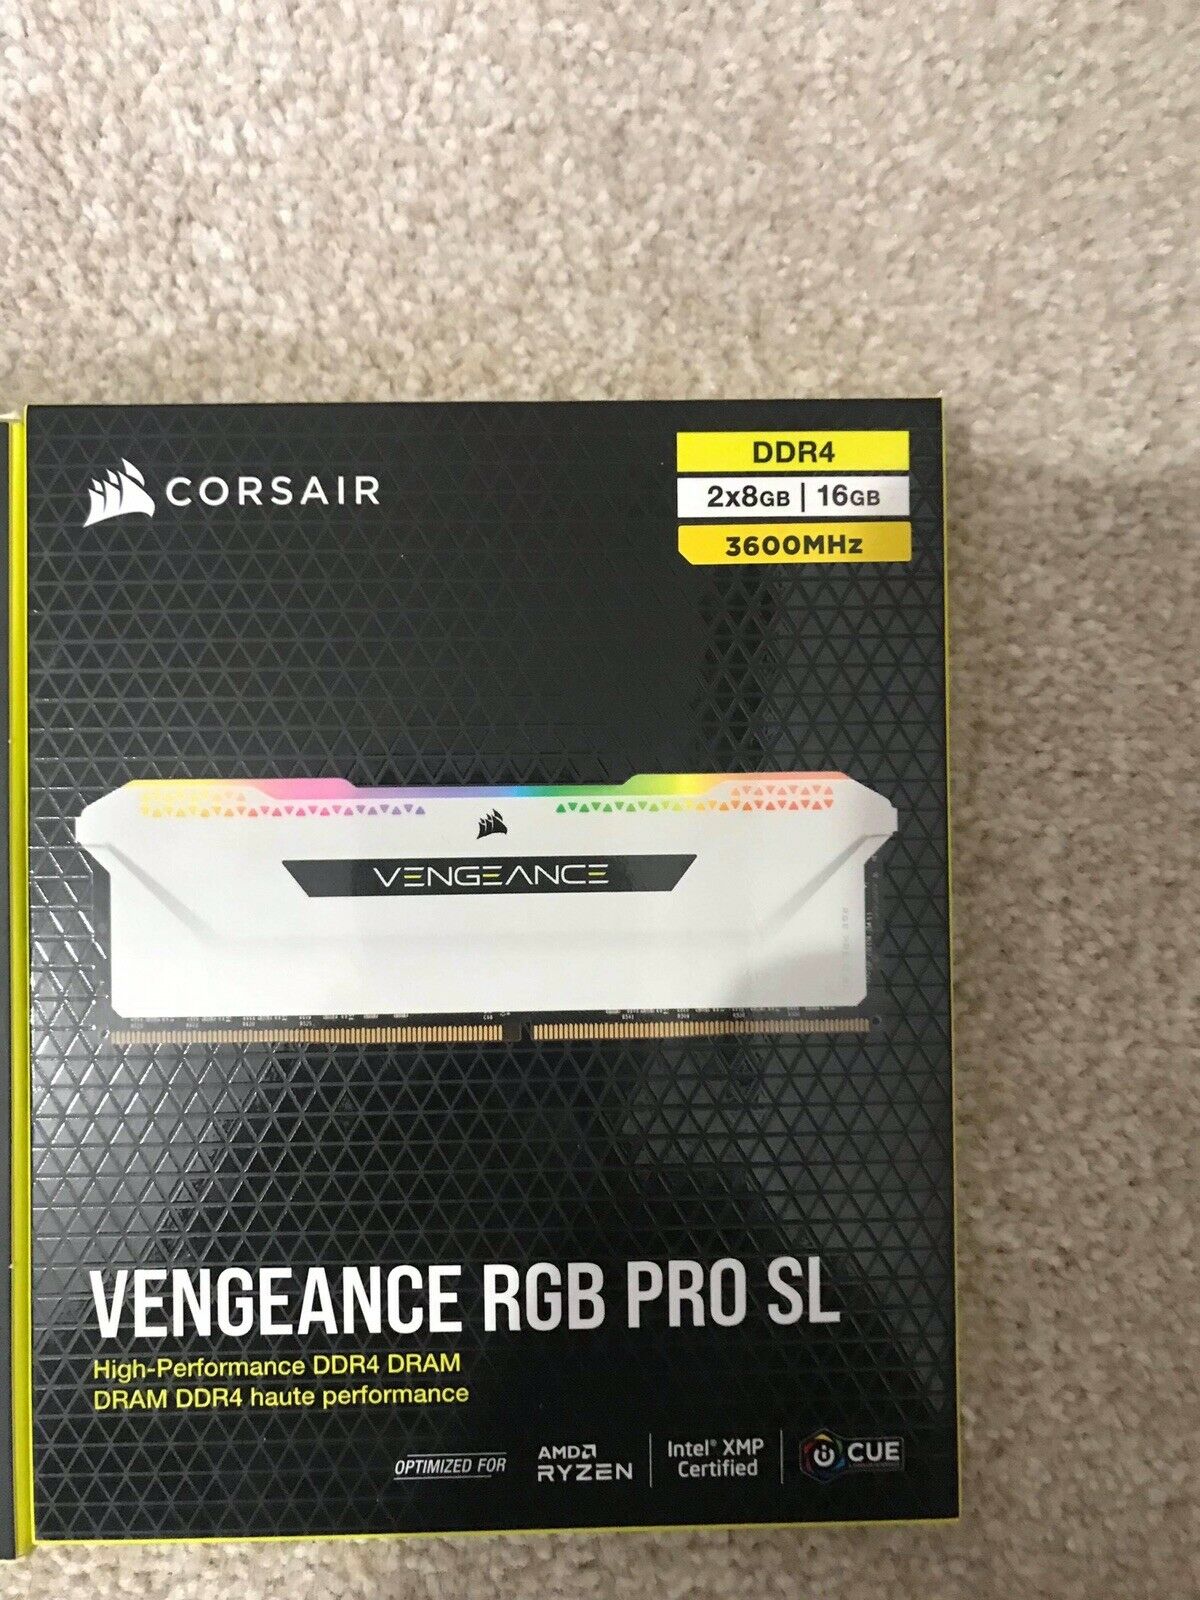 CORSAIR
DDR4
2x8GB | 16GB
3600MHz
VENGEANCE
VENGEANCE RGB PRO SL
High-Performance DDR4 DRAM
DRAM DDR4 haute performance
OPTIMIZED FOR
AMD
RYZEN
Intel® XMP
Certified
CUE